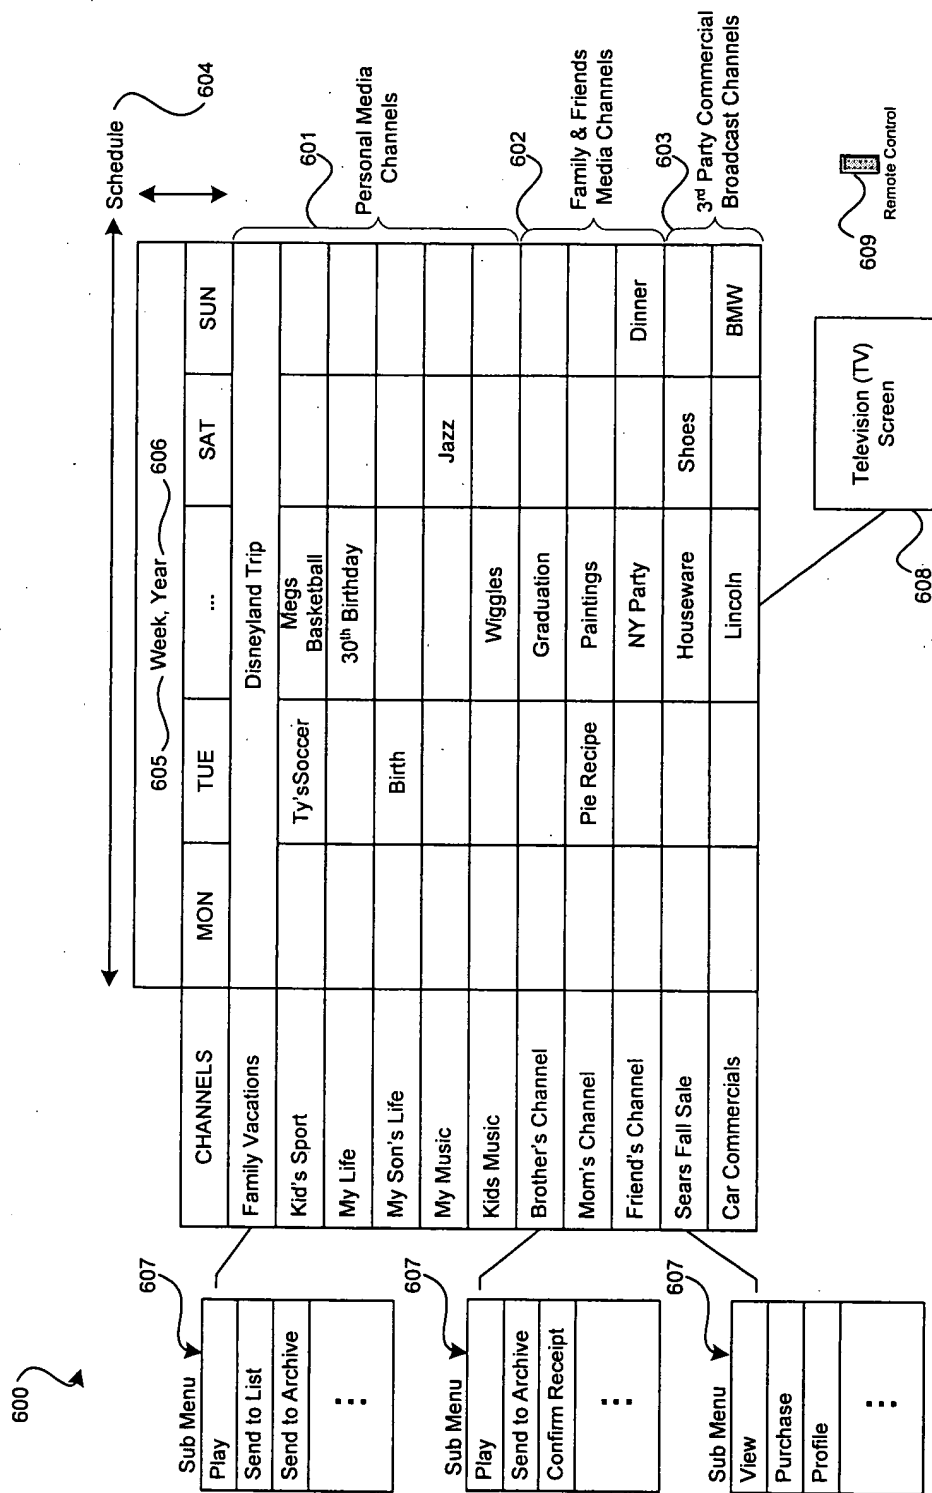 600
Schedule
604
605 Week, Year 606
CHANNELS MON TUE ... SAT SUN
Family Vacations Disneyland Trip
Kid's Sport Ty'sSoccer Megs Basketball
My Life 30th Birthday
My Son's Life Birth
My Music Jazz
Kids Music Wiggles
Brother's Channel Graduation
Mom's Channel Pie Recipe Paintings
Friend's Channel NY Party Dinner
Sears Fall Sale Houseware Shoes
Car Commercials Lincoln BMW
601
Personal Media
Channels
602
Family & Friends
Media Channels
603
3rd Party Commercial
Broadcast Channels
Sub Menu
607
Play
Send to List
Send to Archive
⋮
Sub Menu
607
Play
Send to Archive
Confirm Receipt
⋮
Sub Menu
607
View
Purchase
Profile
⋮
Television (TV)
Screen
608
609
Remote Control